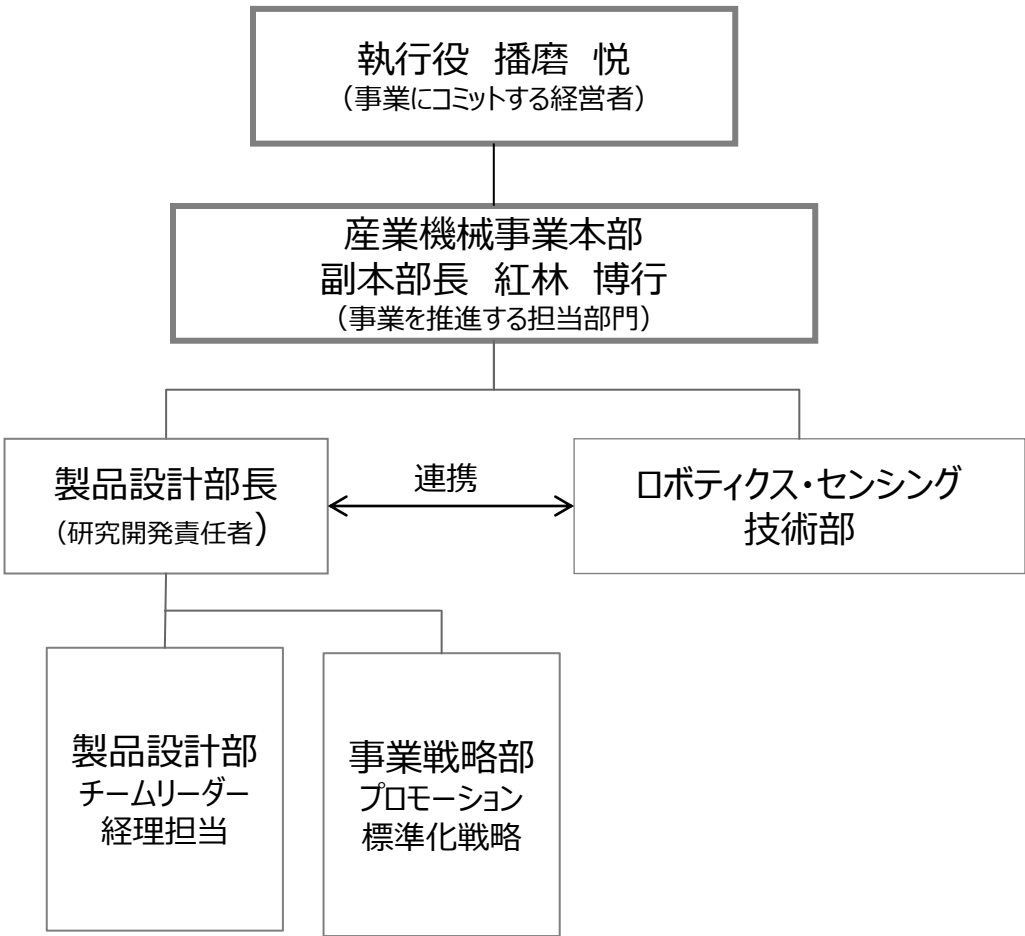 執行役　播磨　悦
（事業にコミットする経営者）
産業機械事業本部
副本部長　紅林　博行
（事業を推進する担当部門）
製品設計部長
（研究開発責任者）
連携
ロボティクス・センシング
技術部
製品設計部
チームリーダー
経理担当
事業戦略部
プロモーション
標準化戦略